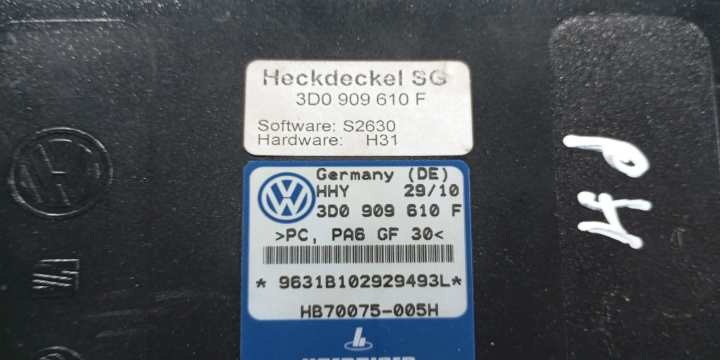 Heckdeckel SG
3D0 909 610 F
Software: S2630
Hardware: H31
Germany (DE)
HHY 29/10
3D0 909 610 F
>PC, PA6 GF 30<
* 9631B102929493L*
HB70075-005H
PH